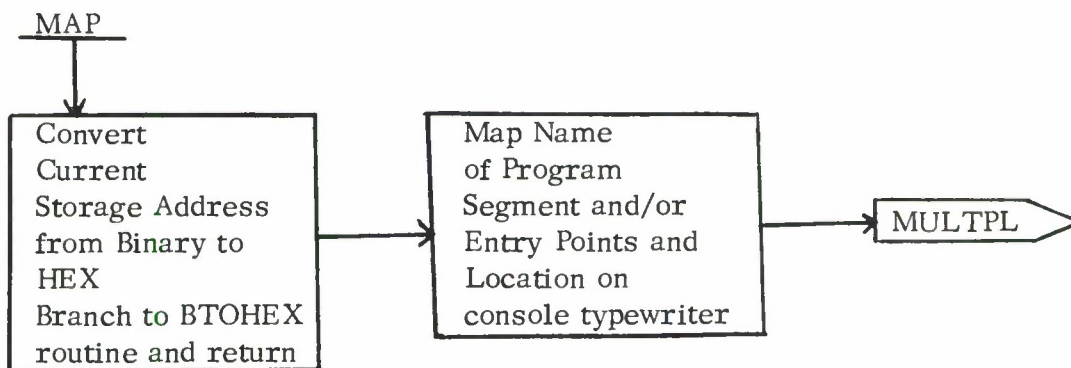 MAP
Convert
Current
Storage Address
from Binary to
HEX
Branch to BTOHEX
routine and return
Map Name
of Program
Segment and/or
Entry Points and
Location on
console typewriter
MULTPL